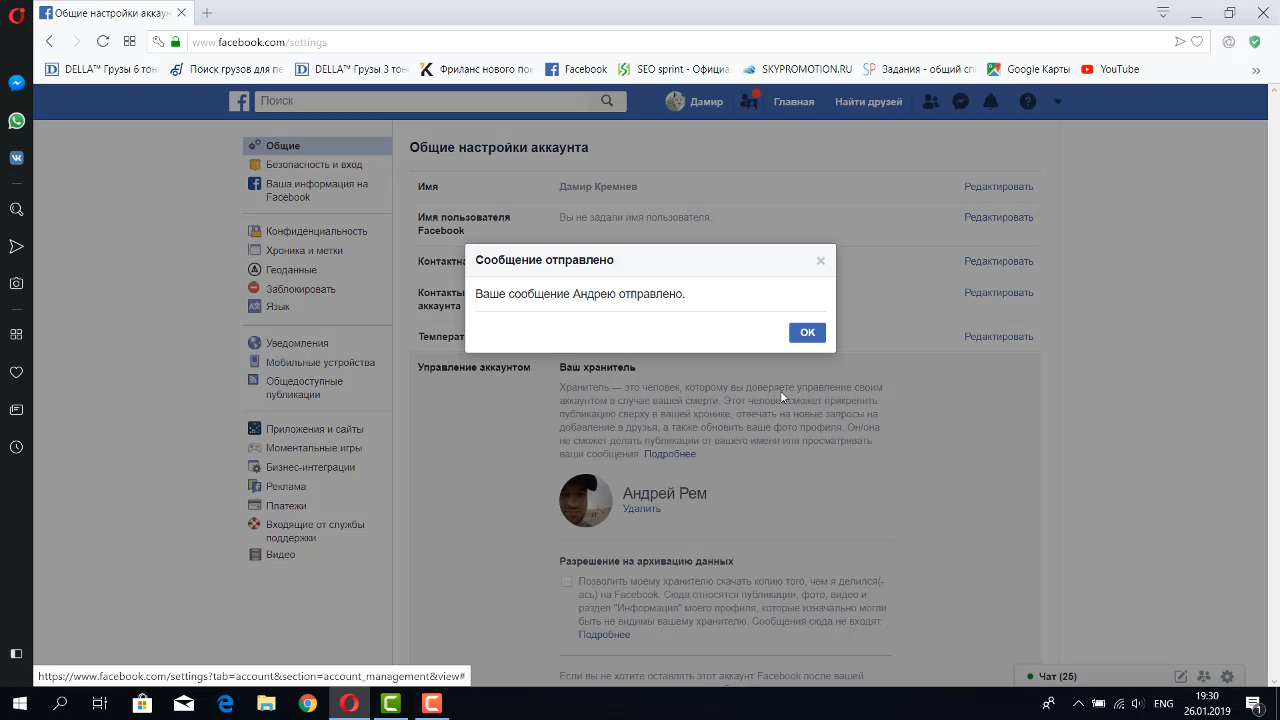 Общие настройки аккаун
www.facebook.com/settings
DELLA™ Грузы 6 тонн
Поиск грузов для пе
DELLA™ Грузы 3 тон
Фриланс нового пок
Facebook
SEO sprint - Официа
SKYPROMOTION.RU
Задания - общий сп
Google Карты
YouTube
Поиск
Дамир
Главная
Найти друзей
Общие
Безопасность и вход
Ваша информация на
Facebook
Конфиденциальность
Хроника и метки
Геоданные
Заблокировать
Язык
Уведомления
Мобильные устройства
Общедоступные
публикации
Приложения и сайты
Моментальные игры
Бизнес-интеграции
Реклама
Платежи
Входящие от службы
поддержки
Видео
Общие настройки аккаунта
Имя
Дамир Кремнев
Редактировать
Имя пользователя
Facebook
Вы не задали имя пользователя.
Редактировать
Контактна
Редактировать
Контакты
аккаунта
Редактировать
Температ
Редактировать
Сообщение отправлено
Ваше сообщение Андрею отправлено.
OK
Управление аккаунтом
Ваш хранитель
Хранитель — это человек, которому вы доверяете управление своим
аккаунтом в случае вашей смерти. Этот человек сможет прикрепить
публикацию сверху в вашей хронике, отвечать на новые запросы на
добавление в друзья, а также обновить ваше фото профиля. Он/она
не сможет делать публикации от вашего имени или просматривать
ваши сообщения. Подробнее
Андрей Рем
Удалить
Разрешение на архивацию данных
Позволить моему хранителю скачать копию того, чем я делился(-
ась) на Facebook. Сюда относятся публикации, фото, видео и
раздел "Информация" моего профиля, которые изначально могли
быть не видимы вашему хранителю. Сообщения сюда не входят.
Подробнее
Если вы не хотите оставлять этот аккаунт Facebook после вашей
https://www.facebook.com/settings?tab=account&section=account_management&view#
Чат (25)
ENG
19:30
26.01.2019